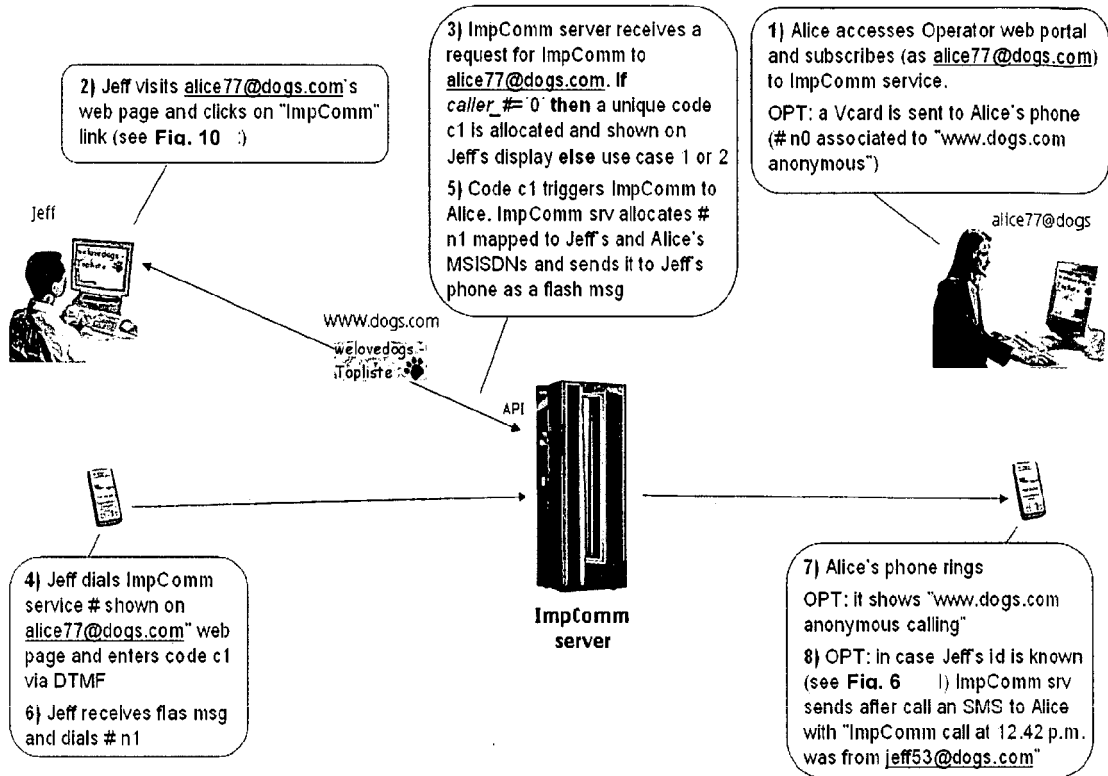 3) ImpComm server receives a
request for ImpComm to
alice77@dogs.com. If
caller_#='0' then a unique code
c1 is allocated and shown on
Jeff's display else use case 1 or 2
5) Code c1 triggers ImpComm to
Alice. ImpComm srv allocates #
n1 mapped to Jeff's and Alice's
MSISDNs and sends it to Jeff's
phone as a flash msg
1) Alice accesses Operator web portal
and subscribes (as alice77@dogs.com)
to ImpComm service.
OPT: a Vcard is sent to Alice's phone
(# n0 associated to "www.dogs.com
anonymous")
2) Jeff visits alice77@dogs.com's
web page and clicks on "ImpComm"
link (see Fig. 10 :)
Jeff
welovedogs
Topliste
alice77@dogs
WWW.dogs.com
welovedogs
Topliste
API
ImpComm
server
4) Jeff dials ImpComm
service # shown on
alice77@dogs.com" web
page and enters code c1
via DTMF
6) Jeff receives flas msg
and dials # n1
7) Alice's phone rings
OPT: it shows "www.dogs.com
anonymous calling"
8) OPT: in case Jeff's id is known
(see Fig. 6 l) ImpComm srv
sends after call an SMS to Alice
with "ImpComm call at 12.42 p.m.
was from jeff53@dogs.com"